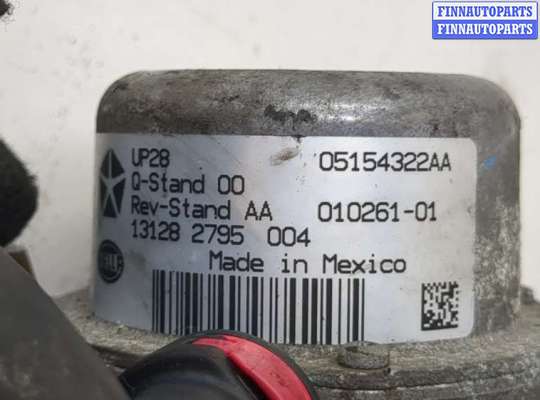 FINNAUTOPARTS
FINNAUTOPARTS
UP28 05154322AA
Q-Stand 00
Rev-Stand AA 010261-01
13128 2795 004
Made in Mexico